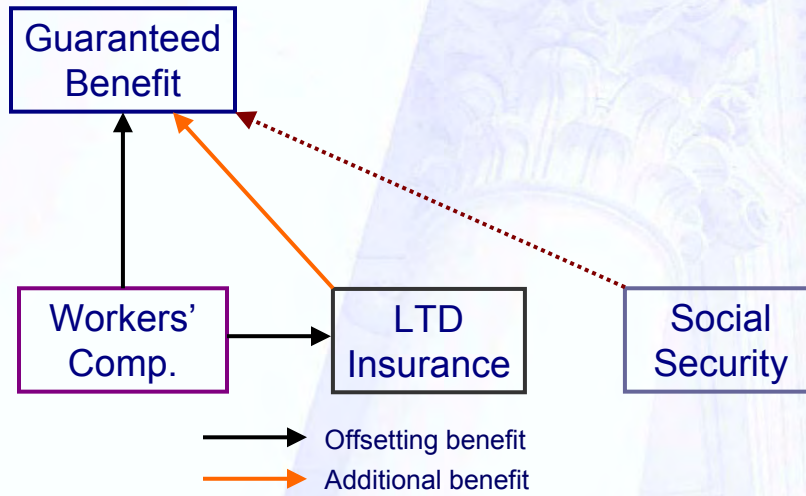 Guaranteed
Benefit
Workers’
Comp.
LTD
Insurance
Social
Security
Offsetting benefit
Additional benefit